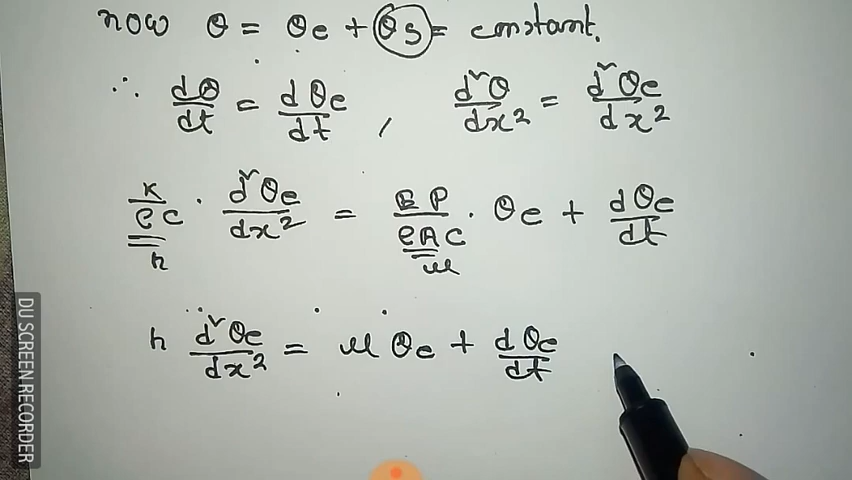 now θ = θe + θs = constant.
∴ dθ/dt = dθe/dt , d²θ/dx² = d²θe/dx²
K/ρC · d²θe/dx² = EP/ρAC · θe + dθe/dt
h μ
h d²θe/dx² = μ θe + dθe/dt
DU SCREEN RECORDER